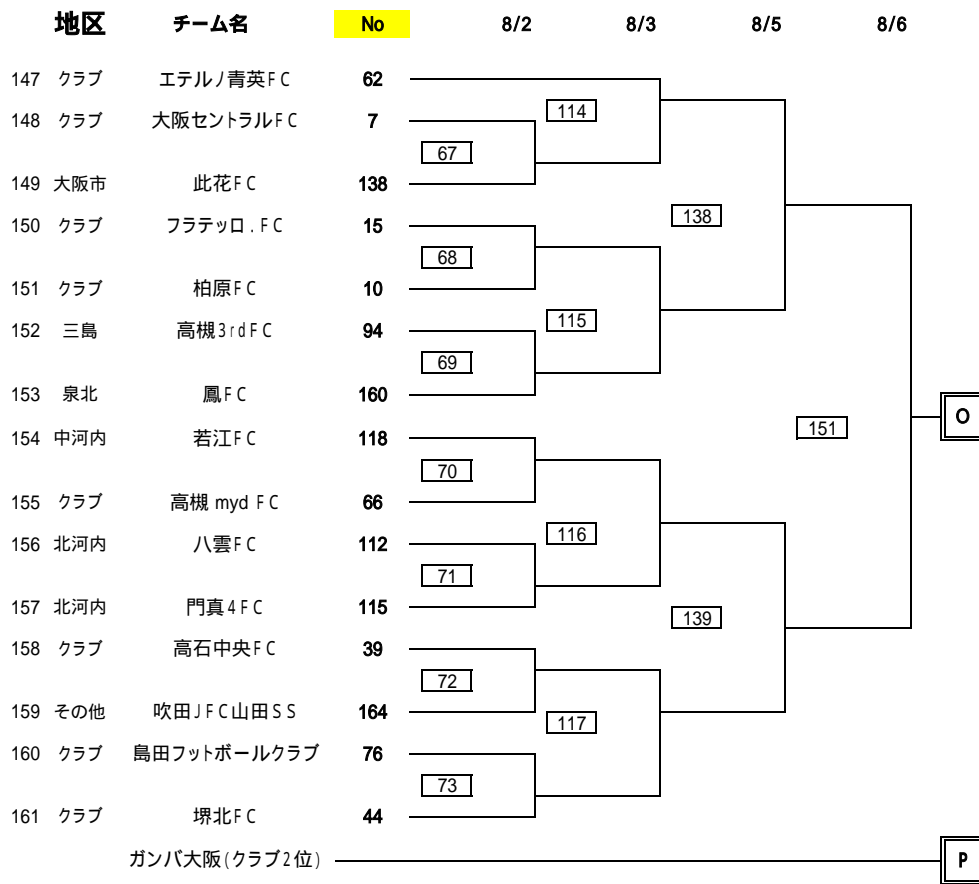 地区 チーム名 No 8/2 8/3 8/5 8/6
147 クラブ エテルノ青英FC 62
114
148 クラブ 大阪セントラルFC 7
67
149 大阪市 此花FC 138
138
150 クラブ フラテッロ.FC 15
68
151 クラブ 柏原FC 10
115
152 三島 高槻3rdFC 94
69
153 泉北 鳳FC 160
O
151
154 中河内 若江FC 118
70
155 クラブ 高槻 myd FC 66
116
156 北河内 八雲FC 112
71
157 北河内 門真4FC 115
139
158 クラブ 高石中央FC 39
72
159 その他 吹田JFC山田SS 164
117
160 クラブ 島田フットボールクラブ 76
73
161 クラブ 堺北FC 44
ガンバ大阪(クラブ2位) P